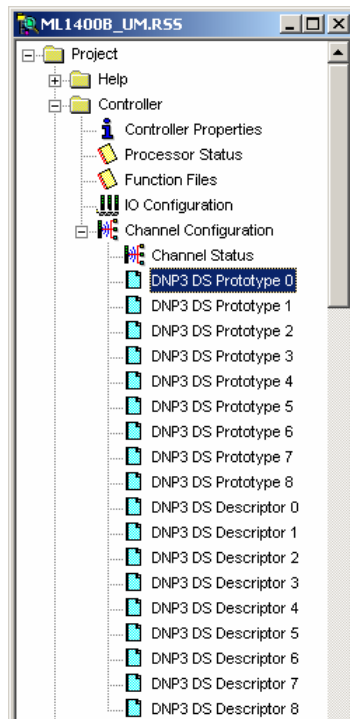 ML1400B_UM.RSS
Project
Help
Controller
Controller Properties
Processor Status
Function Files
IO Configuration
Channel Configuration
Channel Status
DNP3 DS Prototype 0
DNP3 DS Prototype 1
DNP3 DS Prototype 2
DNP3 DS Prototype 3
DNP3 DS Prototype 4
DNP3 DS Prototype 5
DNP3 DS Prototype 6
DNP3 DS Prototype 7
DNP3 DS Prototype 8
DNP3 DS Descriptor 0
DNP3 DS Descriptor 1
DNP3 DS Descriptor 2
DNP3 DS Descriptor 3
DNP3 DS Descriptor 4
DNP3 DS Descriptor 5
DNP3 DS Descriptor 6
DNP3 DS Descriptor 7
DNP3 DS Descriptor 8